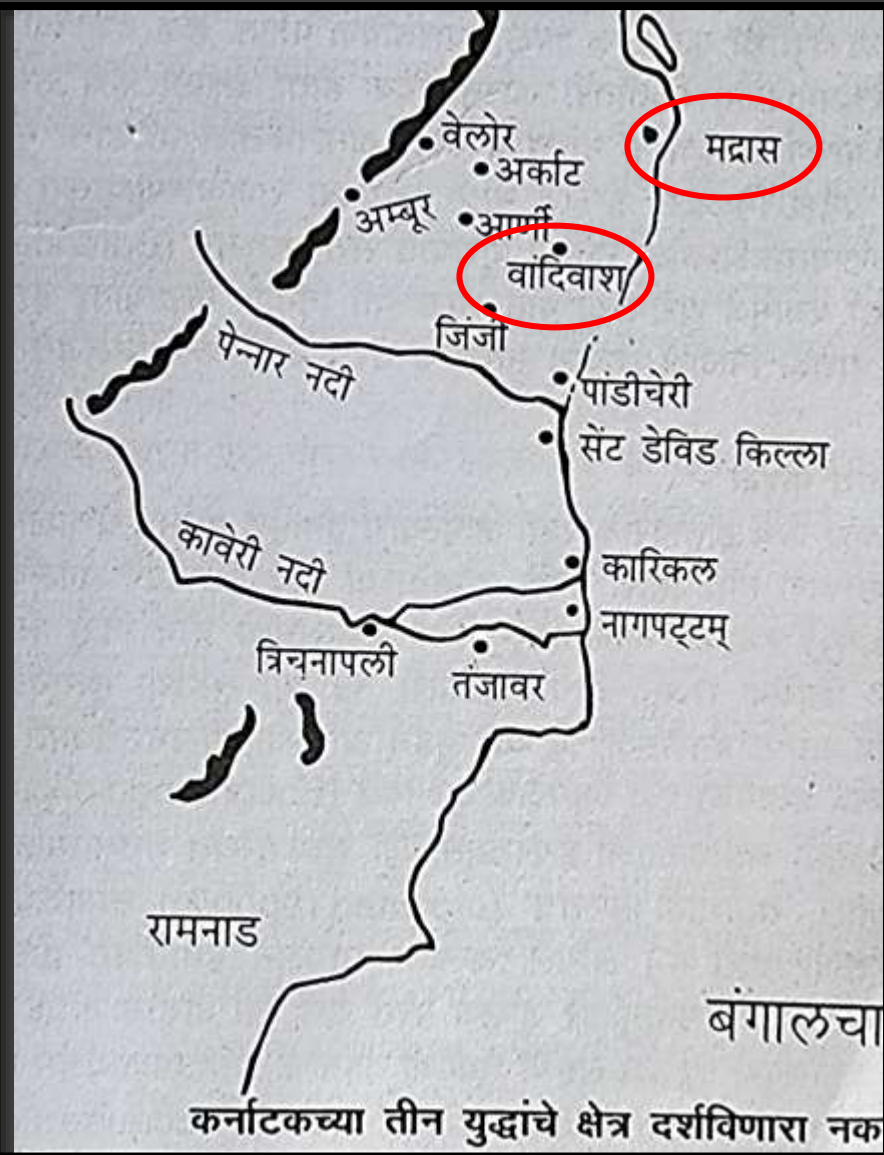 वेलोर
मद्रास
अर्काट
अम्बूर
आर्णी
वांदिवाश
जिंजी
पेन्नार नदी
पांडीचेरी
सेंट डेविड किल्ला
कावेरी नदी
कारिकल
नागपट्टम्
त्रिचनापली
तंजावर
रामनाड
बंगालचा
कर्नाटकच्या तीन युद्धांचे क्षेत्र दर्शविणारा नक